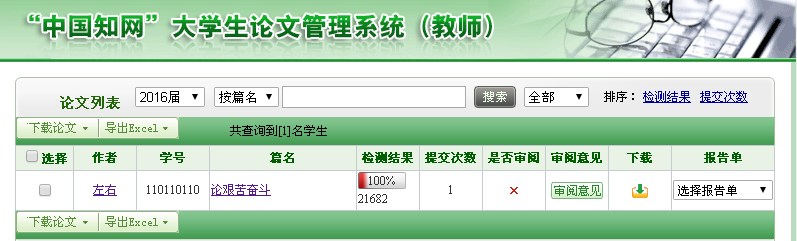 “中国知网”大学生论文管理系统（教师）
论文列表 2016届 按篇名 搜索 全部 排序： 检测结果 提交次数
下载论文 导出Excel 共查询到[1]名学生
选择 作者 学号 篇名 检测结果 提交次数 是否审阅 审阅意见 下载 报告单
左右 110110110 论艰苦奋斗 100% 1 × 审阅意见 选择报告单
21682
下载论文 导出Excel